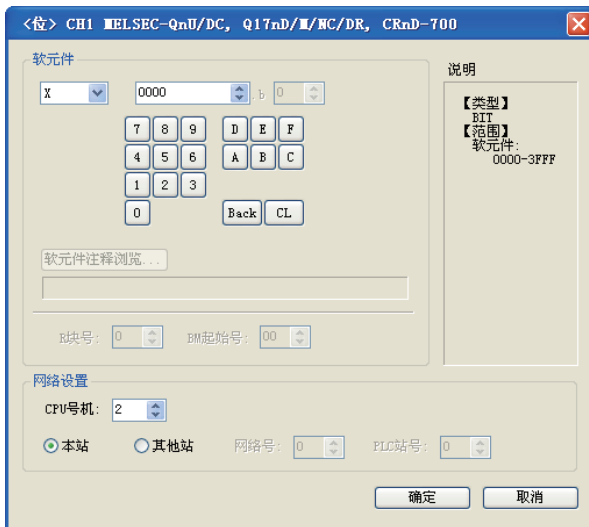 <位> CH1 MELSEC-QnU/DC, Q17nD/M/NC/DR, CRnD-700
软元件
X 0000 . b 0
7 8 9 D E F
4 5 6 A B C
1 2 3
0 Back CL
软元件注释浏览...
R块号: 0 BM起始号: 00
说明
【类型】
BIT
【范围】
软元件:
0000-3FFF
网络设置
CPU号机: 2
本站 其他站 网络号: 0 PLC站号: 0
确定 取消